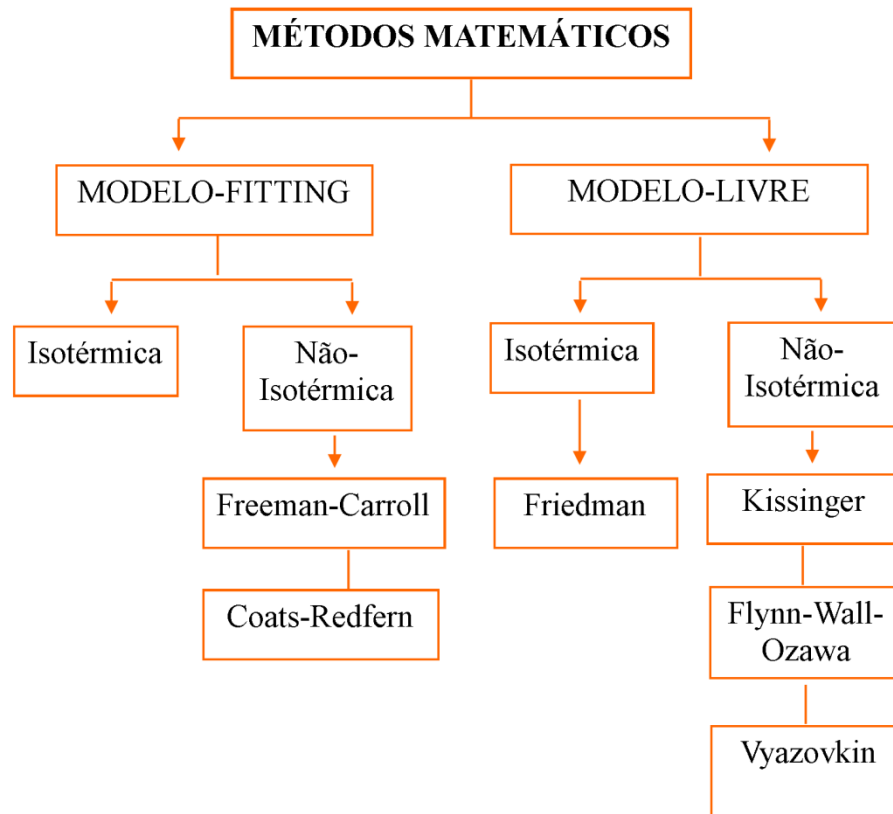 MÉTODOS MATEMÁTICOS
MODELO-FITTING
MODELO-LIVRE
Isotérmica
Não-
Isotérmica
Isotérmica
Não-
Isotérmica
Freeman-Carroll
Friedman
Kissinger
Coats-Redfern
Flynn-Wall-
Ozawa
Vyazovkin